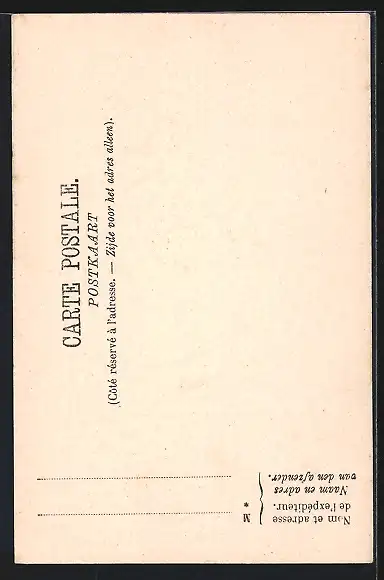 CARTE POSTALE.
POSTKAART
(Côté réservé à l'adresse. — Zijde voor het adres alleen).
Nom et adresse
de l'expéditeur.
Naam en adres
van den afzender.
M
*